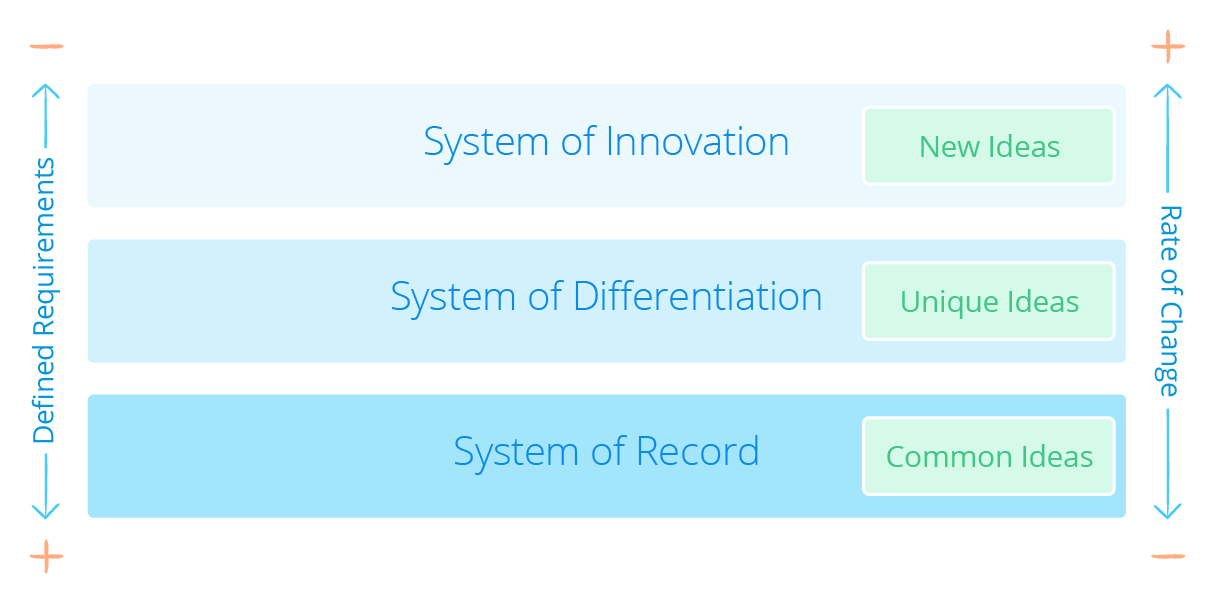 System of Innovation
New Ideas
Defined Requirements
System of Differentiation
Unique Ideas
Rate of Change
System of Record
Common Ideas